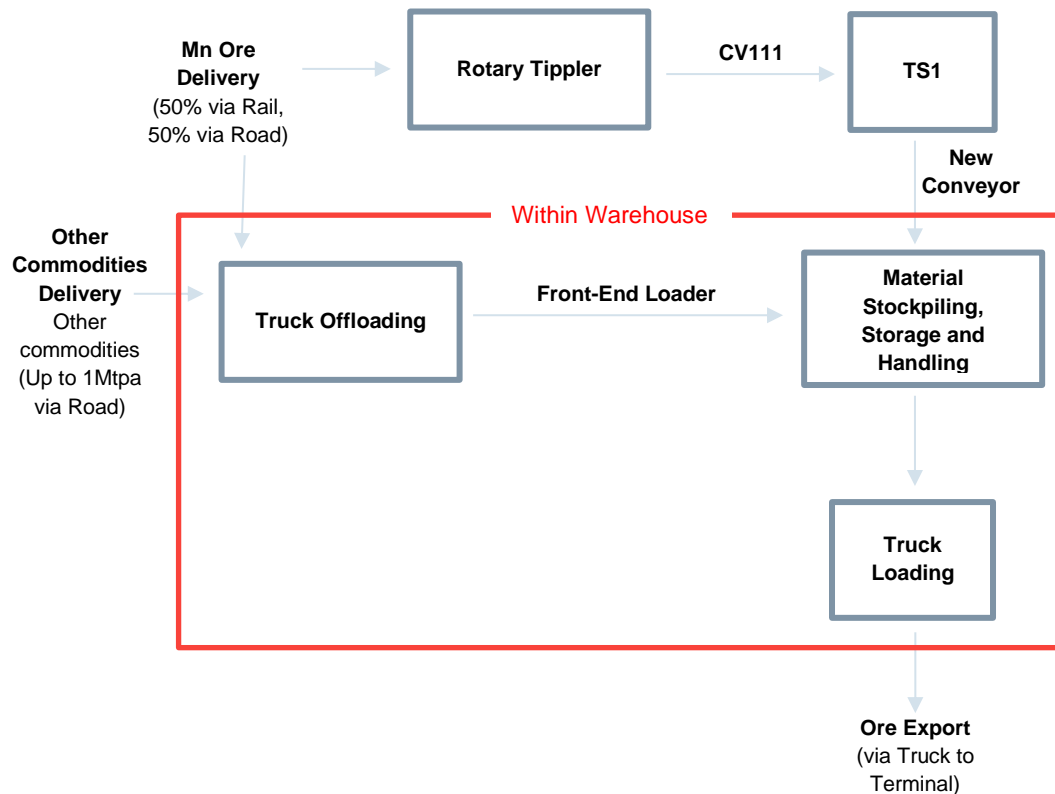 Mn Ore
Delivery
(50% via Rail,
50% via Road)
Rotary Tippler
CV111
TS1
New
Conveyor
Within Warehouse
Other
Commodities
Delivery
Other
commodities
(Up to 1Mtpa
via Road)
Truck Offloading
Front-End Loader
Material
Stockpiling,
Storage and
Handling
Truck
Loading
Ore Export
(via Truck to
Terminal)